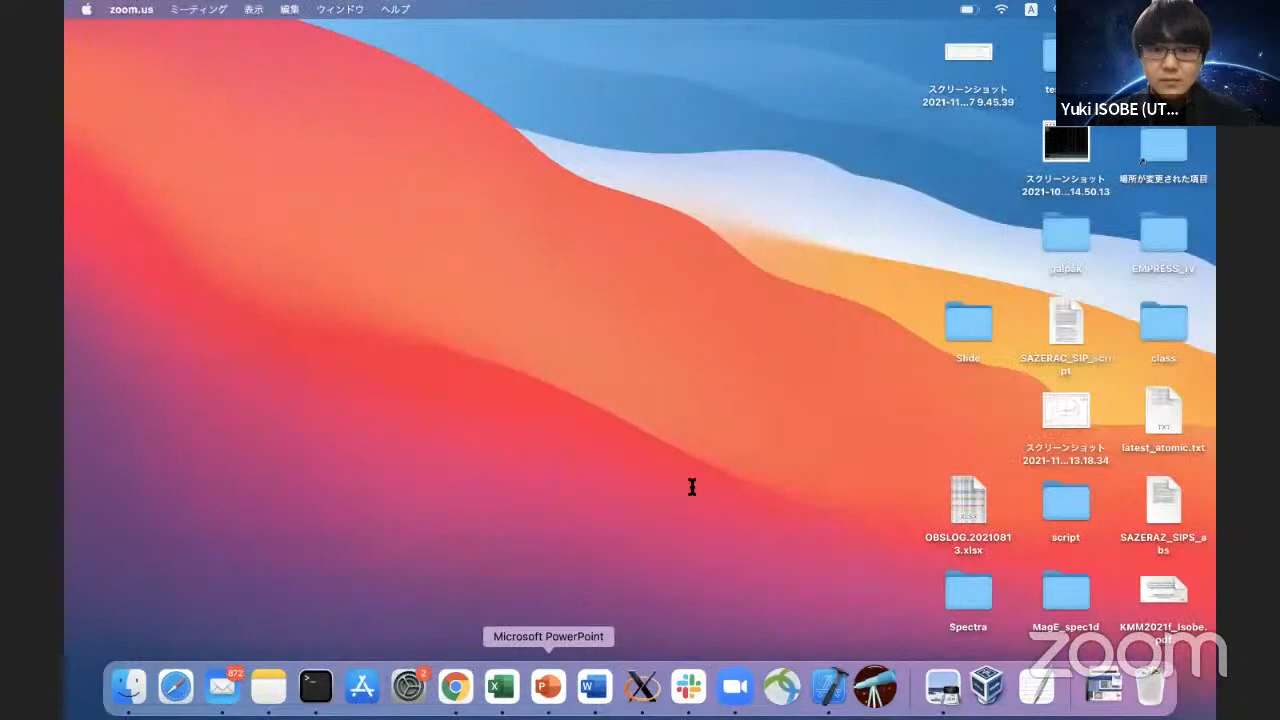 zoom.us ミーティング 表示 編集 ウィンドウ ヘルプ
A
スクリーンショット
2021-11...7 9.45.39
Yuki ISOBE (UT...
スクリーンショット
2021-10...14.50.13
場所が変更された項目
galpak
EMPRESS_IV
Slide
SAZERAC_SIP_scri
pt
class
スクリーンショット
2021-11...13.18.34
TXT
latest_atomic.txt
XLSX
OBSLOG.2021081
3.xlsx
script
SAZERAZ_SIPS_a
bs
Spectra
MagE_spec1d
KMM2021f_Isobe.
pdf
Microsoft PowerPoint
872
2
zoom